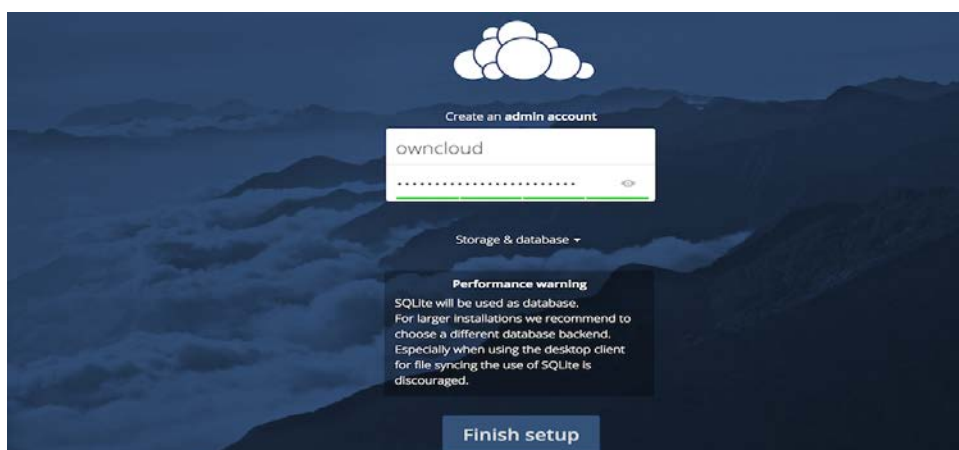 Create an admin account
owncloud
Storage & database
Performance warning
SQLite will be used as database.
For larger installations we recommend to
choose a different database backend.
Especially when using the desktop client
for file syncing the use of SQLite is
discouraged.
Finish setup